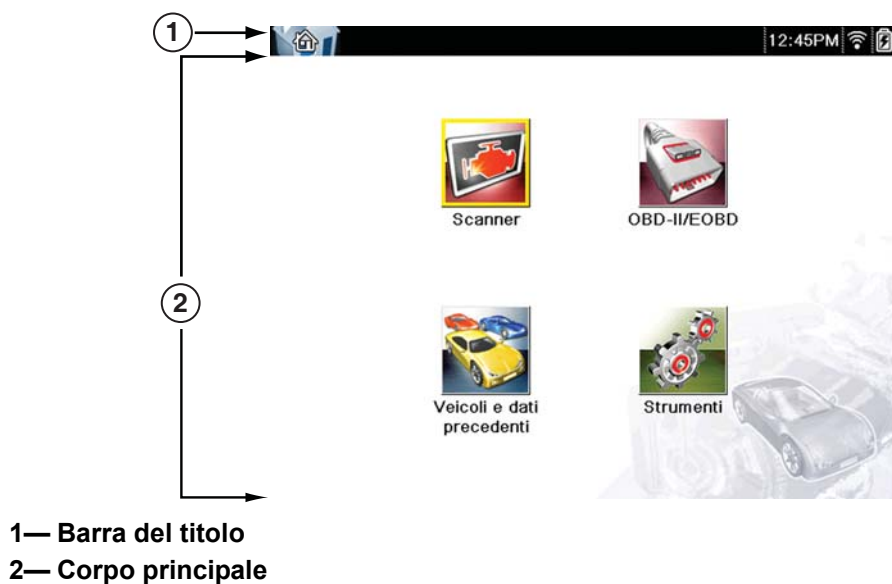 1
12:45PM
Scanner
OBD-II/EOBD
2
Veicoli e dati
precedenti
Strumenti
1— Barra del titolo
2— Corpo principale